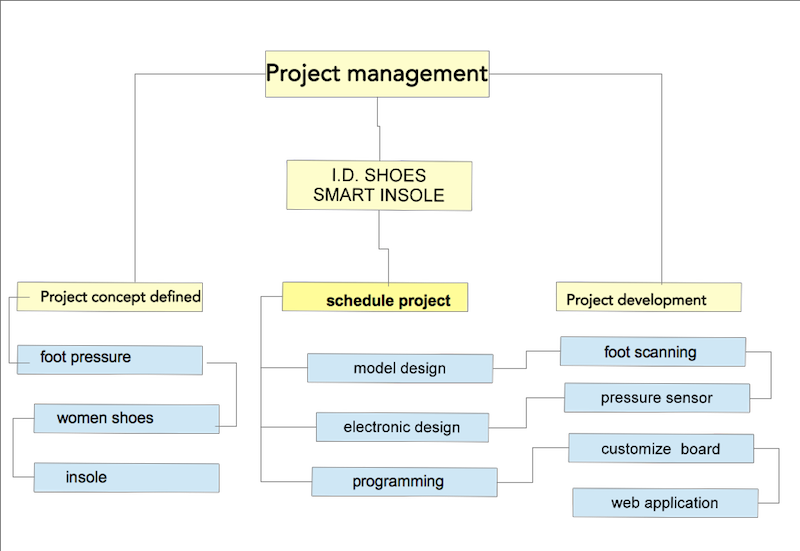 Project management
I.D. SHOES
SMART INSOLE
Project concept defined
schedule project
Project development
foot pressure
model design
foot scanning
women shoes
electronic design
pressure sensor
insole
programming
customize board
web application